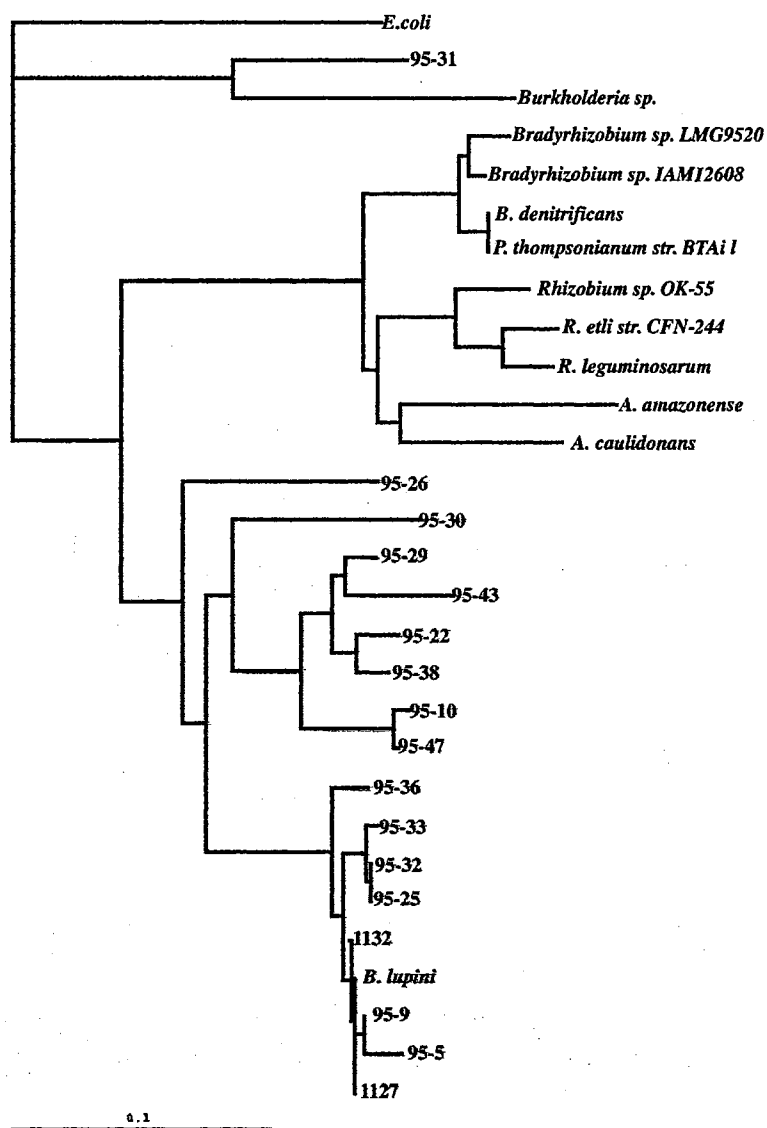 E.coli
95-31
Burkholderia sp.
Bradyrhizobium sp. LMG9520
Bradyrhizobium sp. IAM12608
B. denitrificans
P. thompsonianum str. BTAi 1
Rhizobium sp. OK-55
R. etli str. CFN-244
R. leguminosarum
A. amazonense
A. caulidonans
95-26
95-30
95-29
95-43
95-22
95-38
95-10
95-47
95-36
95-33
95-32
95-25
1132
B. lupini
95-9
95-5
1127
0.1